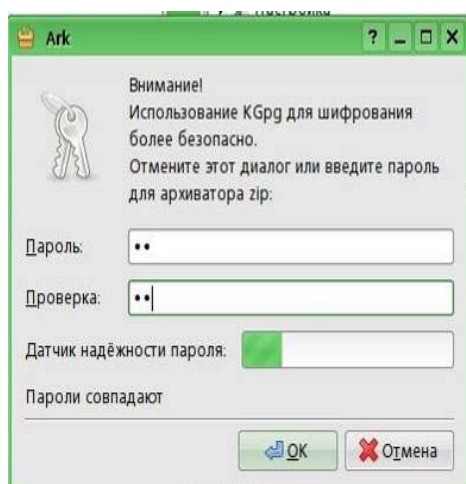 Ark
Внимание!
Использование KGpg для шифрования
более безопасно.
Отмените этот диалог или введите пароль
для архиватора zip:
Пароль:
Проверка:
Датчик надёжности пароля:
Пароли совпадают
OK
Отмена